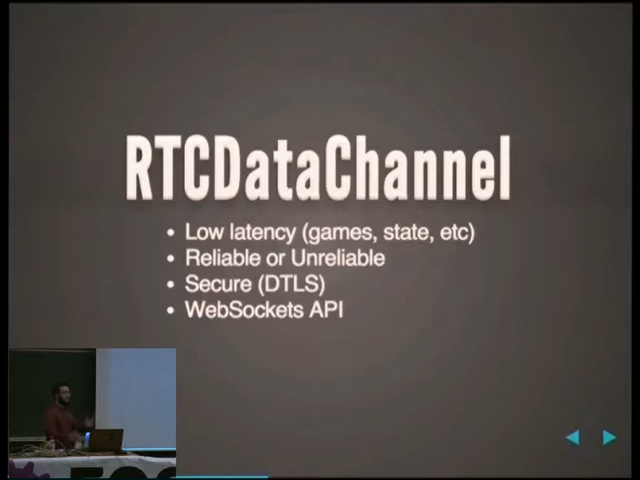 RTCDataChannel
• Low latency (games, state, etc)
• Reliable or Unreliable
• Secure (DTLS)
• WebSockets API